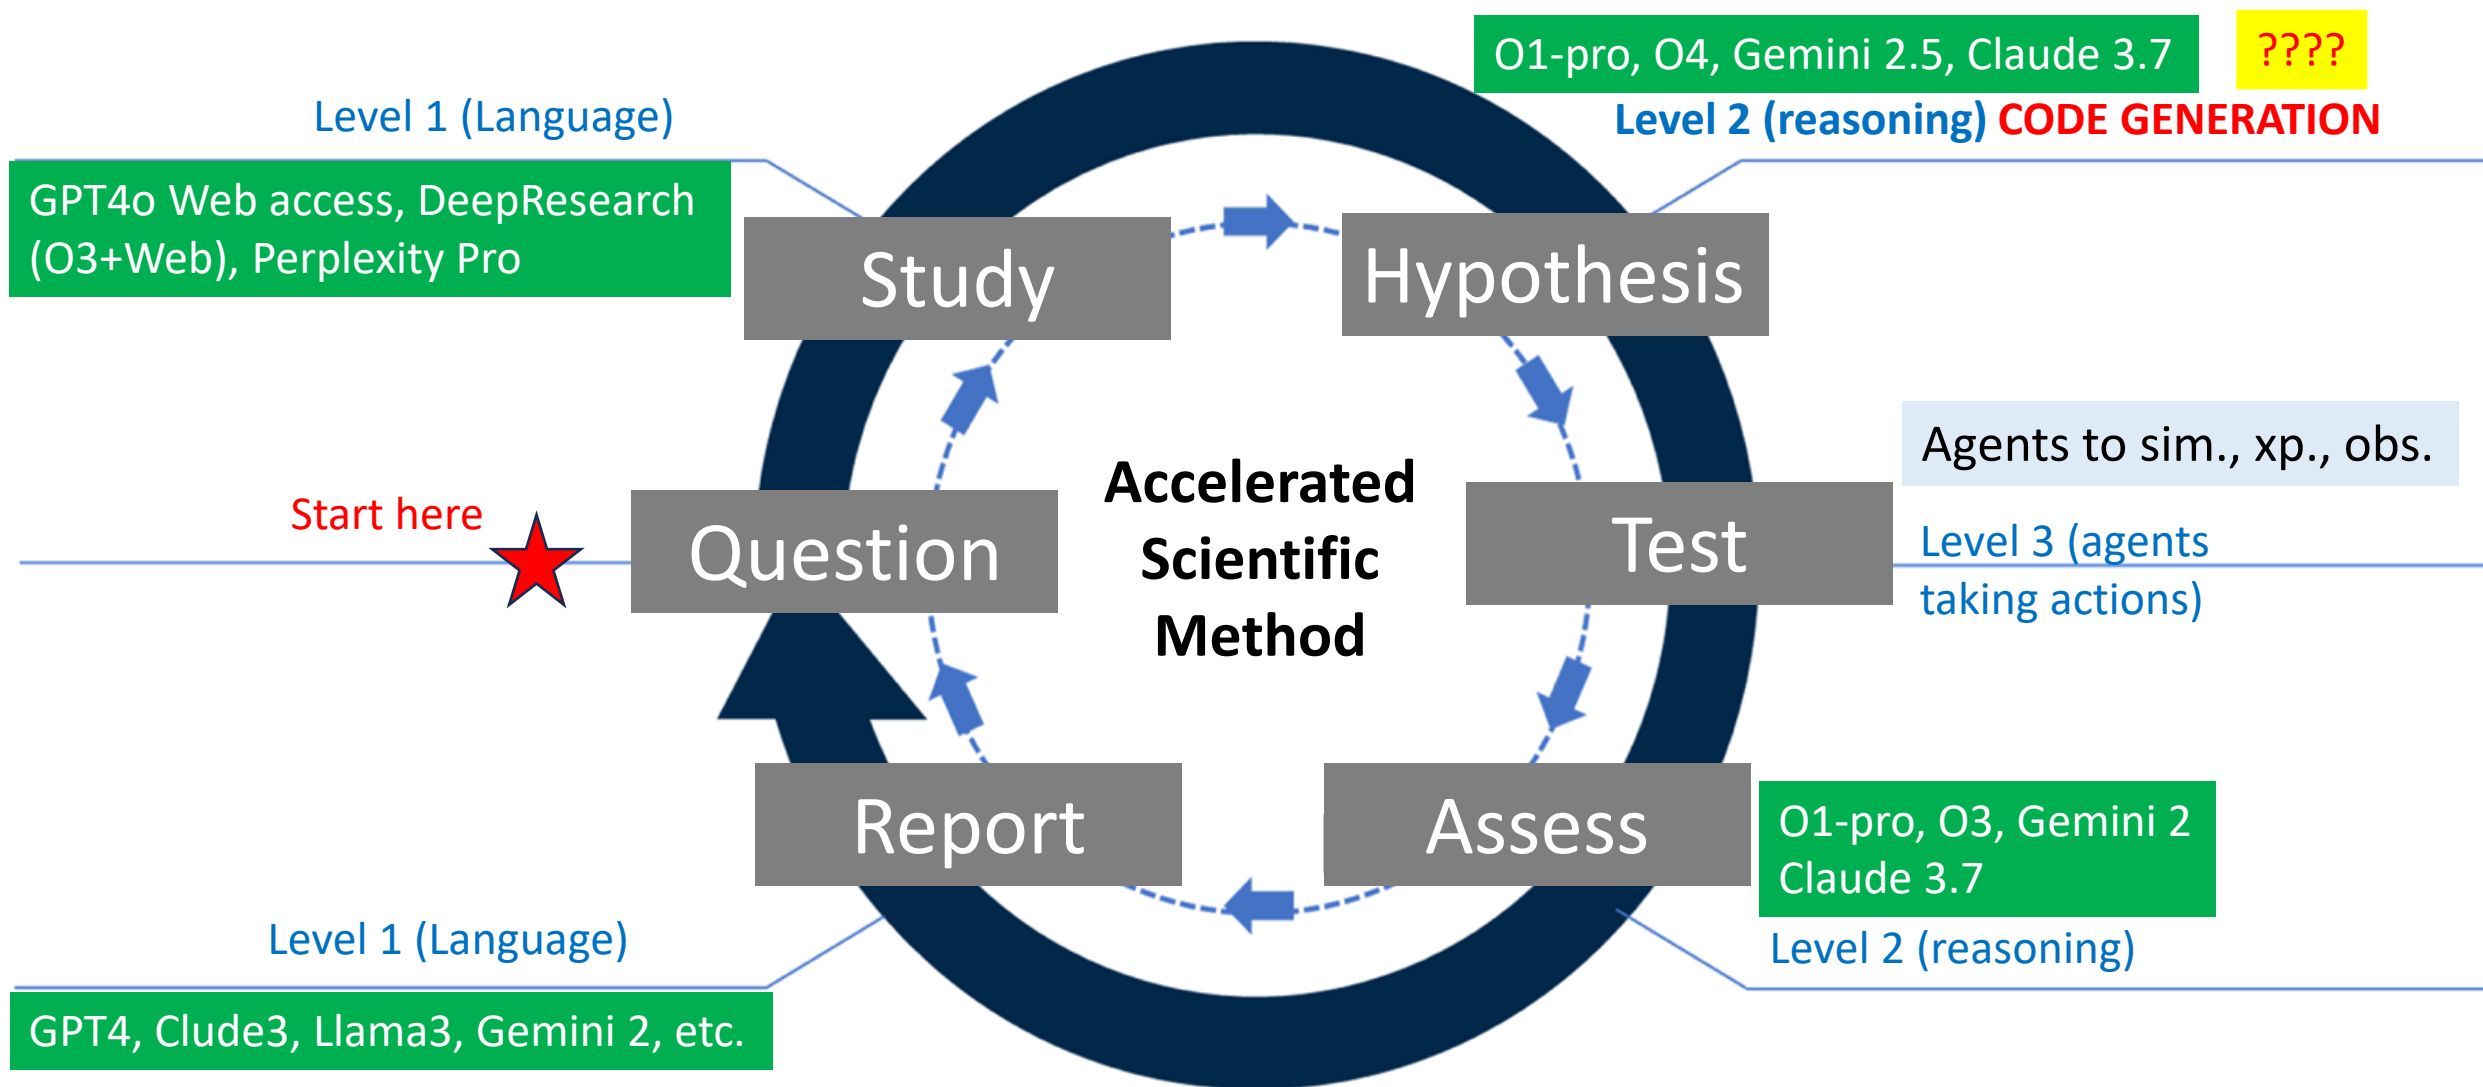 O1-pro, O4, Gemini 2.5, Claude 3.7
????
Level 1 (Language)
Level 2 (reasoning) CODE GENERATION
GPT4o Web access, DeepResearch
(O3+Web), Perplexity Pro
Study
Hypothesis
Agents to sim., xp., obs.
Start here
Question
Accelerated
Scientific
Method
Test
Level 3 (agents
taking actions)
Report
Assess
O1-pro, O3, Gemini 2
Claude 3.7
Level 1 (Language)
Level 2 (reasoning)
GPT4, Clude3, Llama3, Gemini 2, etc.